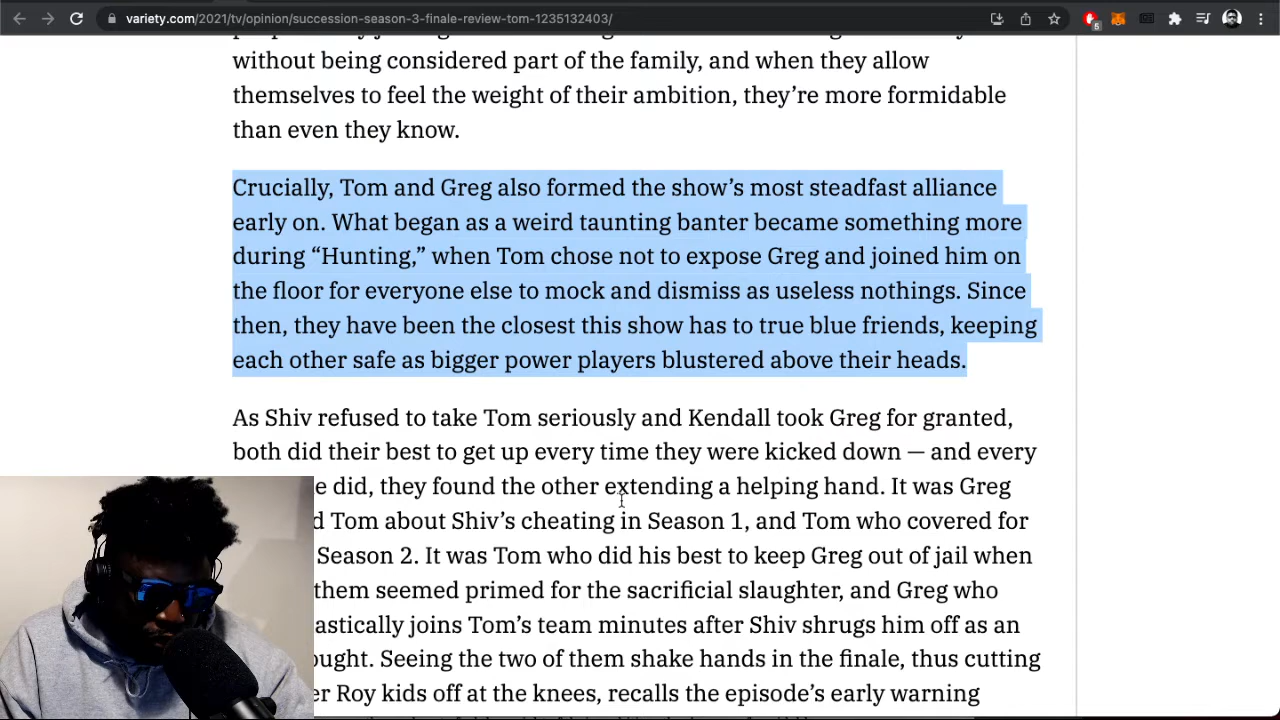 variety.com/2021/tv/opinion/succession-season-3-finale-review-tom-1235132403/
5
without being considered part of the family, and when they allow
themselves to feel the weight of their ambition, they’re more formidable
than even they know.
Crucially, Tom and Greg also formed the show’s most steadfast alliance
early on. What began as a weird taunting banter became something more
during “Hunting,” when Tom chose not to expose Greg and joined him on
the floor for everyone else to mock and dismiss as useless nothings. Since
then, they have been the closest this show has to true blue friends, keeping
each other safe as bigger power players blustered above their heads.
As Shiv refused to take Tom seriously and Kendall took Greg for granted,
both did their best to get up every time they were kicked down — and every
did, they found the other extending a helping hand. It was Greg
Tom about Shiv’s cheating in Season 1, and Tom who covered for
Season 2. It was Tom who did his best to keep Greg out of jail when
them seemed primed for the sacrificial slaughter, and Greg who
astically joins Tom’s team minutes after Shiv shrugs him off as an
ought. Seeing the two of them shake hands in the finale, thus cutting
er Roy kids off at the knees, recalls the episode’s early warning